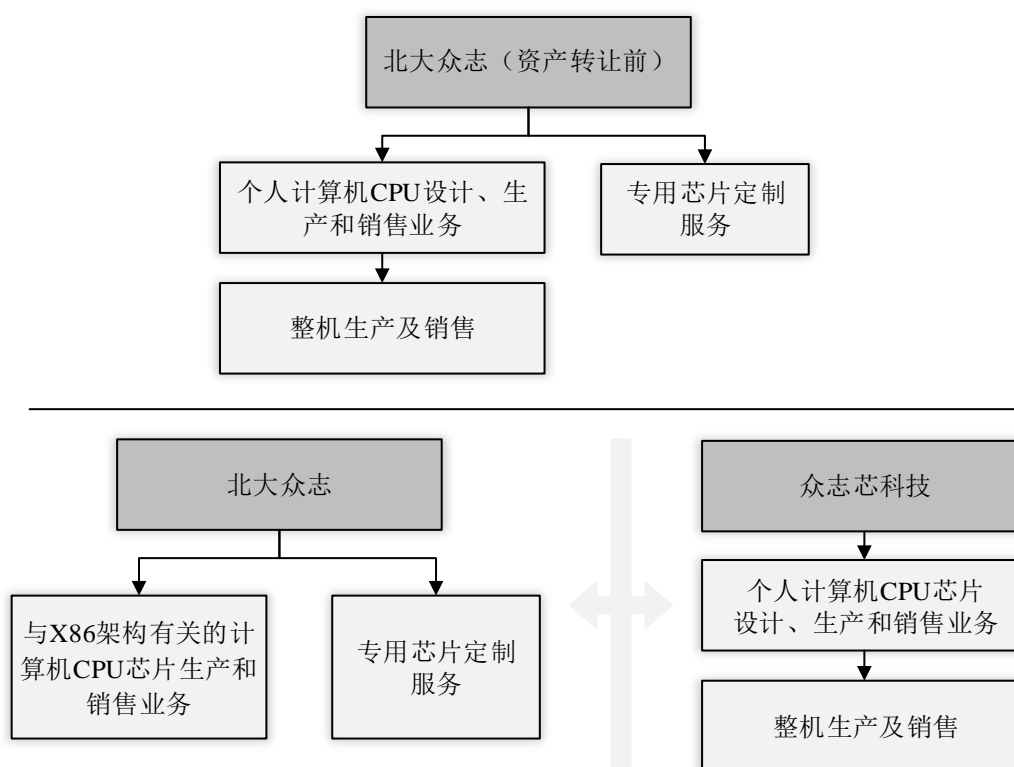 北大众志（资产转让前）
个人计算机CPU设计、生
产和销售业务
专用芯片定制
服务
整机生产及销售
北大众志
众志芯科技
与X86架构有关的计
算机CPU芯片生产和
销售业务
专用芯片定制
服务
个人计算机CPU芯片
设计、生产和销售业务
整机生产及销售